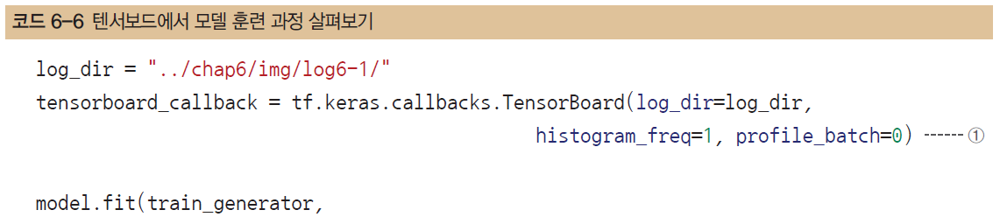 코드 6-6 텐서보드에서 모델 훈련 과정 살펴보기
log_dir = "../chap6/img/log6-1/"
tensorboard_callback = tf.keras.callbacks.TensorBoard(log_dir=log_dir,
histogram_freq=1, profile_batch=0) ------ ①
model.fit(train_generator,